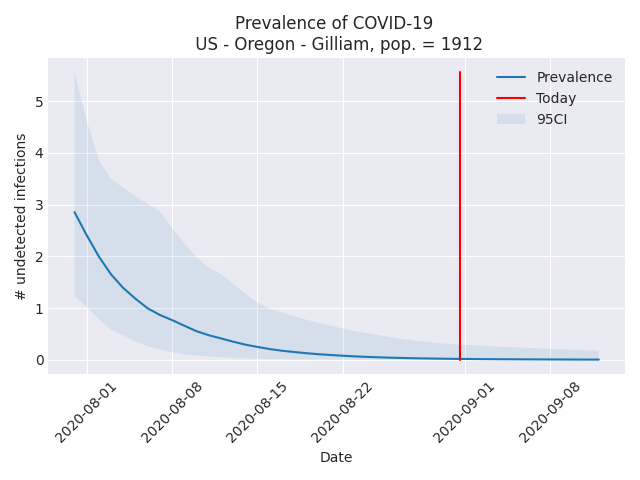 Prevalence of COVID-19
US - Oregon - Gilliam, pop. = 1912
Prevalence
Today
95CI
# undetected infections
5
4
3
2
1
0
2020-08-01
2020-08-08
2020-08-15
2020-08-22
2020-09-01
2020-09-08
Date